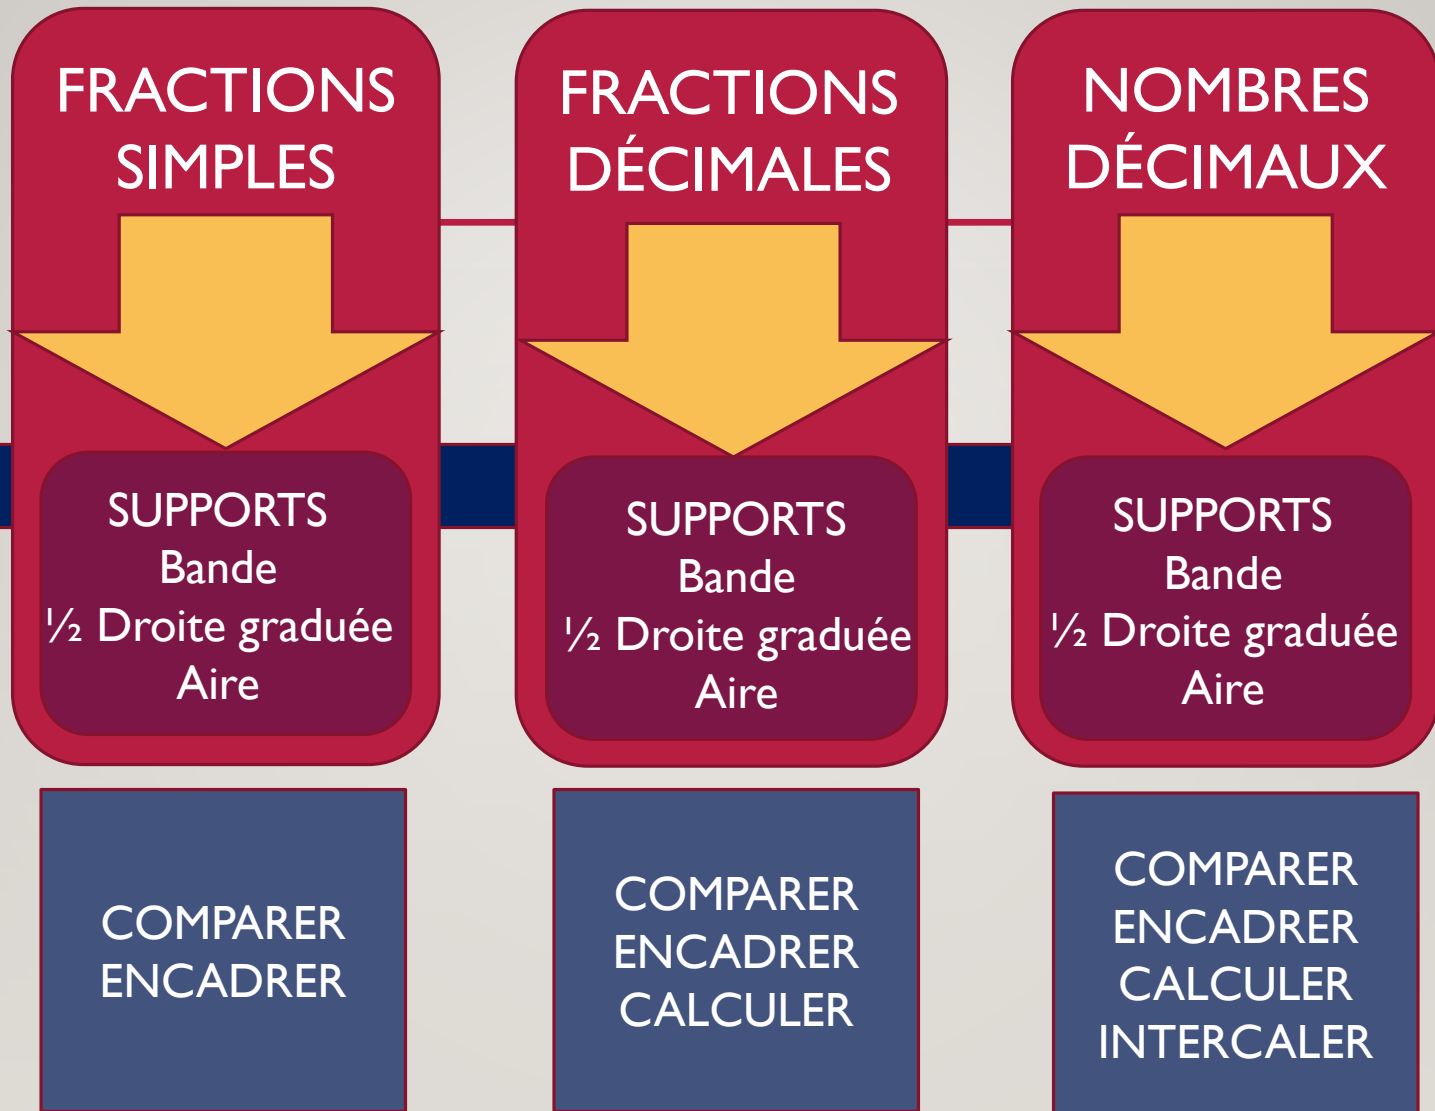 FRACTIONS
SIMPLES
SUPPORTS
Bande
½ Droite graduée
Aire
COMPARER
ENCADRER
FRACTIONS
DÉCIMALES
SUPPORTS
Bande
½ Droite graduée
Aire
COMPARER
ENCADRER
CALCULER
NOMBRES
DÉCIMAUX
SUPPORTS
Bande
½ Droite graduée
Aire
COMPARER
ENCADRER
CALCULER
INTERCALER